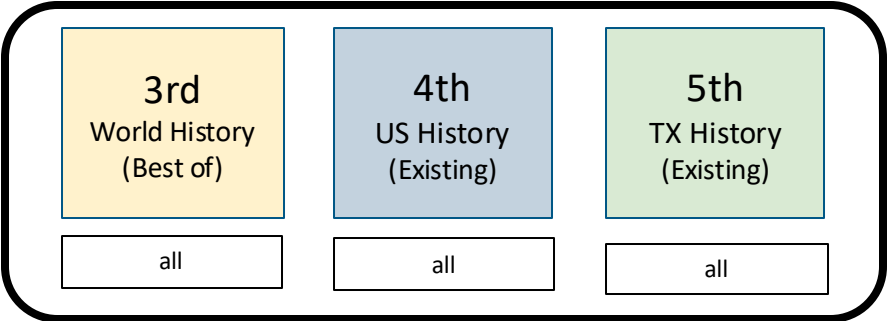 3rd
World History
(Best of)
4th
US History
(Existing)
5th
TX History
(Existing)
all
all
all